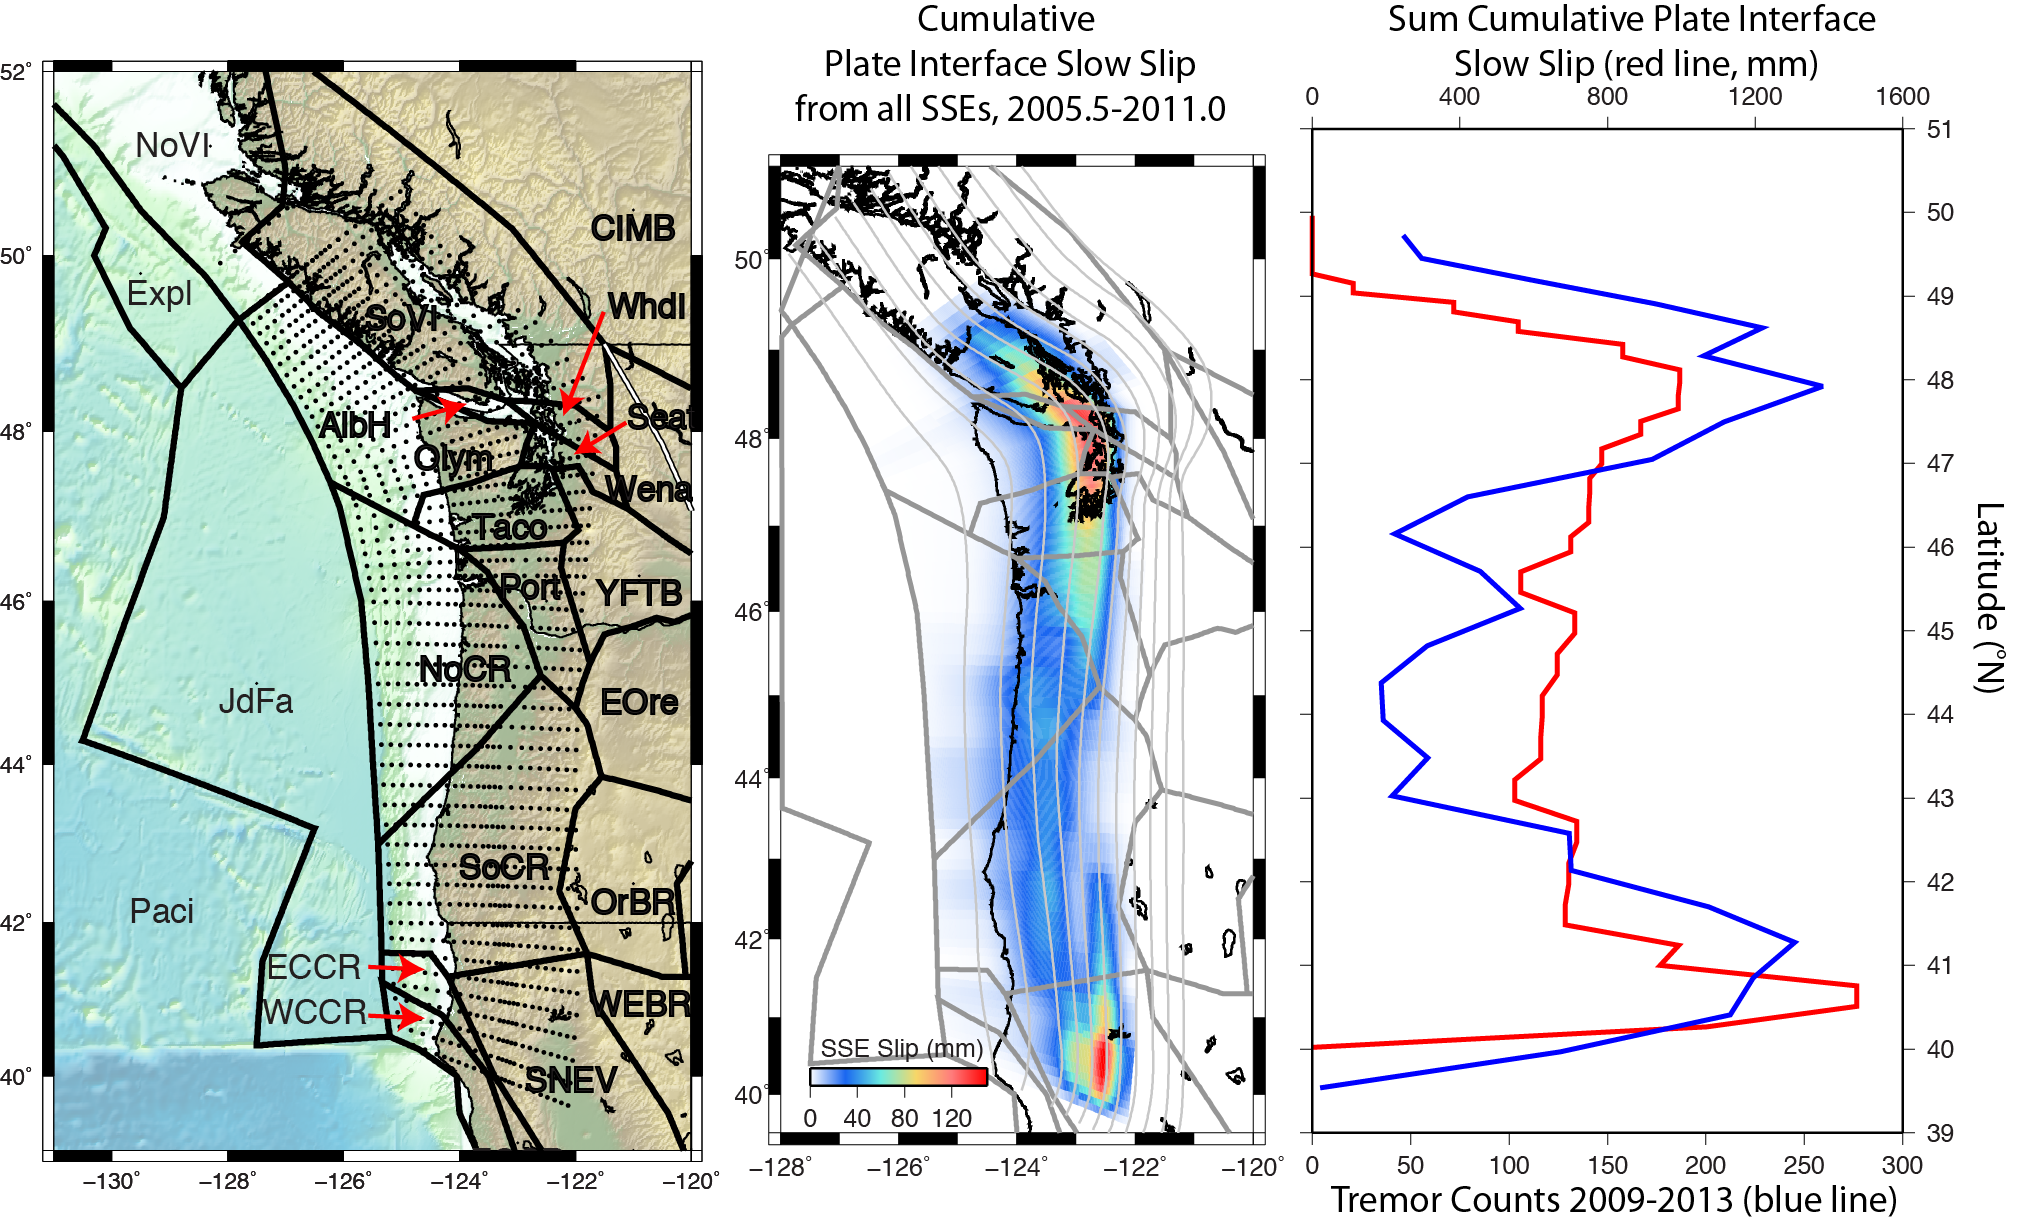 52°
50°
48°
46°
44°
42°
40°
−130°
−128°
−126°
−124°
−122°
−120°
NoVI
CIMB
Expl
WhdI
SoVI
AlbH
Seat
Olym
Wena
Taco
Port
YFTB
NoCR
JdFa
EOre
SoCR
OrBR
Paci
ECCR
WCCR
WEBR
SNEV
Cumulative
Plate Interface Slow Slip
from all SSEs, 2005.5-2011.0
50°
48°
46°
44°
42°
40°
SSE Slip (mm)
0 40 80 120
−128° −126° −124° −122° −120°
Sum Cumulative Plate Interface
Slow Slip (red line, mm)
0 400 800 1200 1600
51
50
49
48
47
46
45
44
43
42
41
40
39
Latitude (°N)
0 50 100 150 200 250 300
Tremor Counts 2009-2013 (blue line)